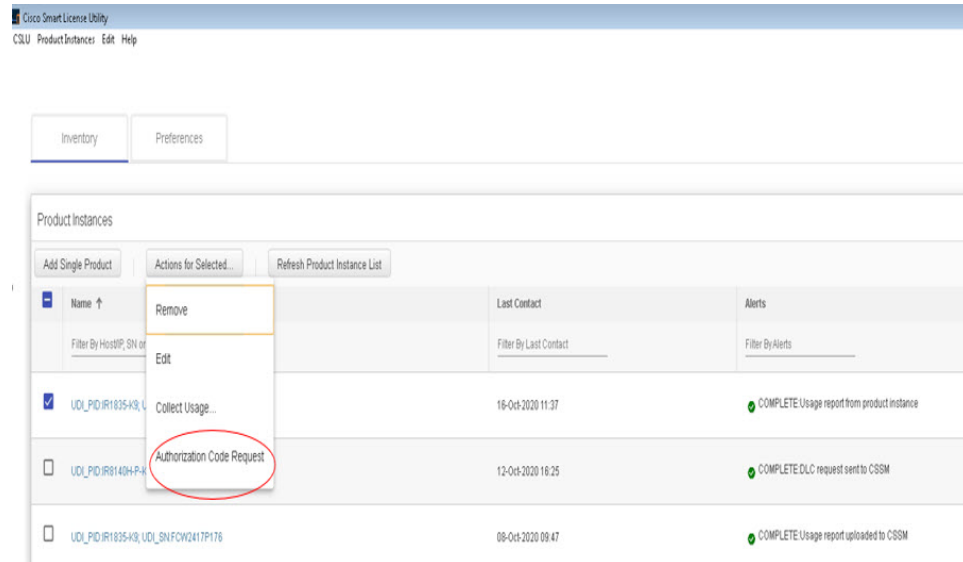 Cisco Smart License Utility
CSLU Product Instances Edit Help
Inventory Preferences
Product Instances
Add Single Product Actions for Selected... Refresh Product Instance List
Name ↑ Last Contact Alerts
Remove
Filter By Host/IP, SN or Filter By Last Contact Filter By Alerts
Edit
UDI_PID:IR1835-K9; U 16-Oct-2020 11:37 COMPLETE:Usage report from product instance
Collect Usage...
Authorization Code Request
UDI_PID:IR8140H-P-K 12-Oct-2020 16:25 COMPLETE:DLC request sent to CSSM
UDI_PID:IR1835-K9; UDI_SN:FCW2417P176 08-Oct-2020 09:47 COMPLETE:Usage report uploaded to CSSM